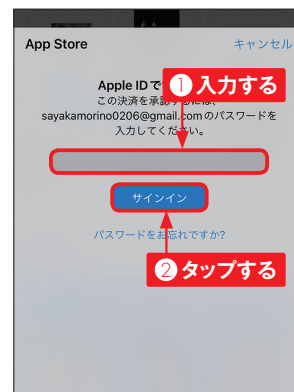 App Store
キャンセル
Apple IDで
❶入力する
この決済を承認するには、
sayakamorino0206@gmail.comのパスワードを
入力してください。
サインイン
パスワードをお忘れですか?
❷タップする